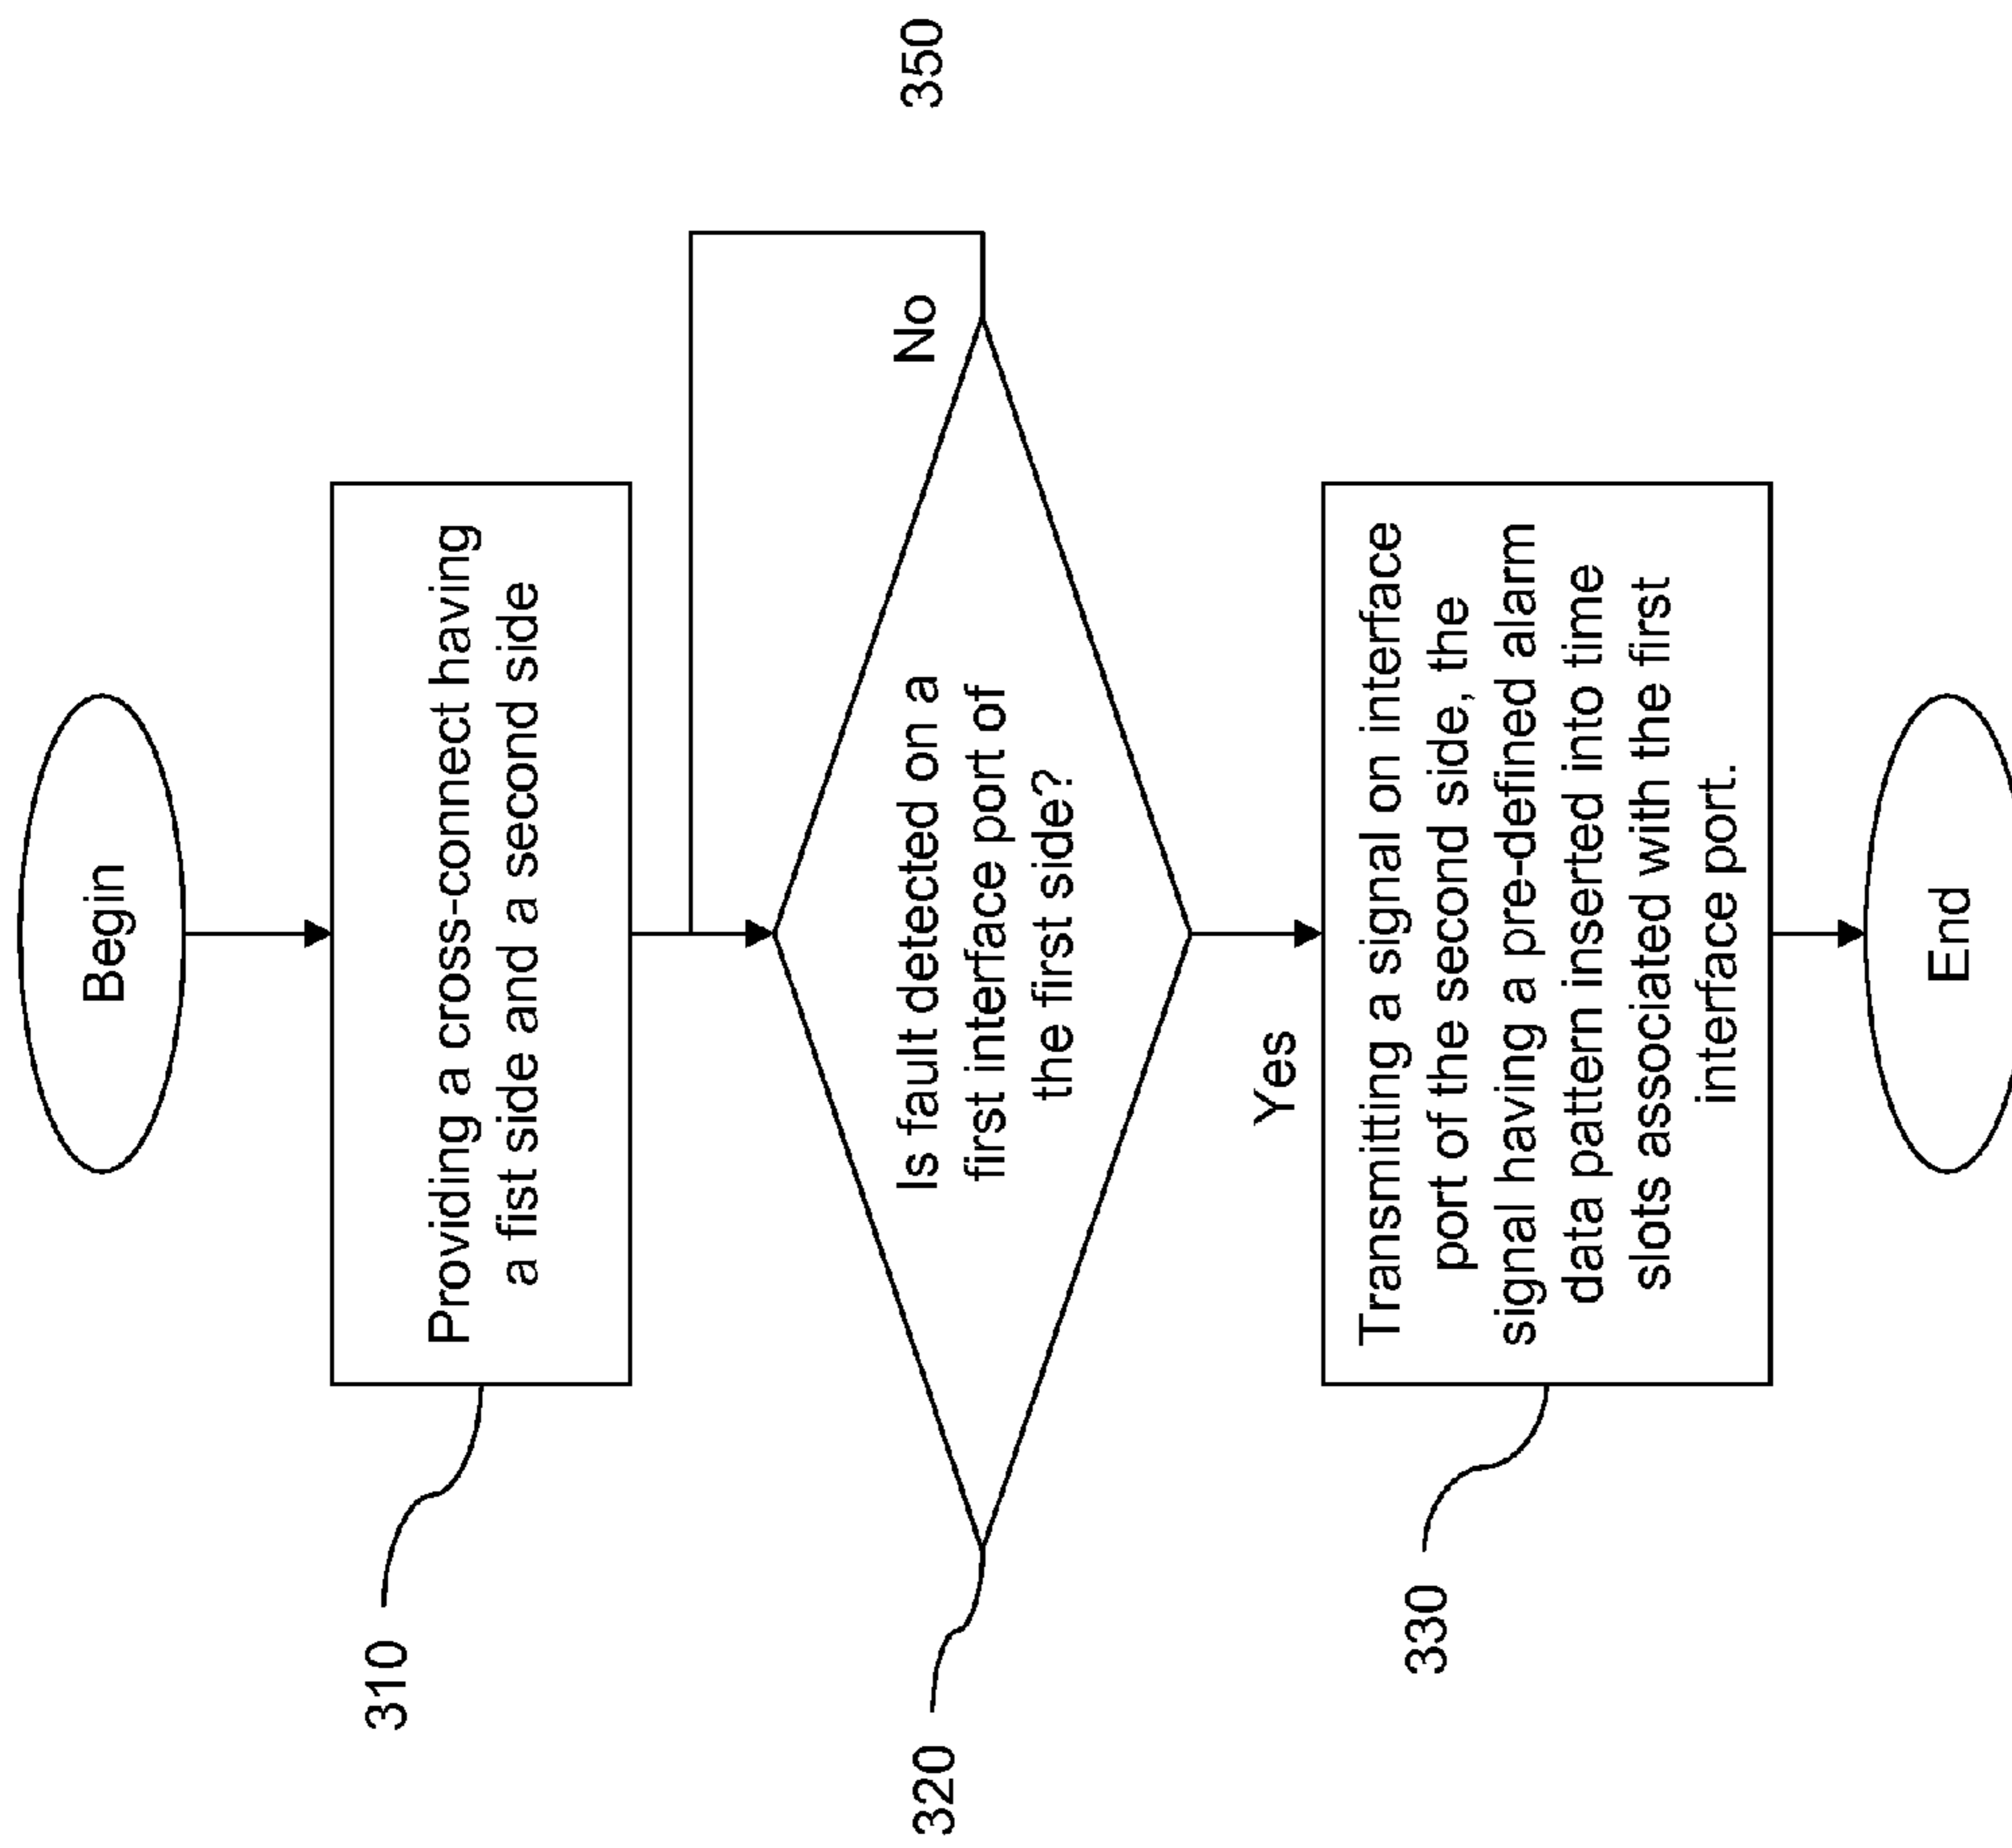 Begin
310
Providing a cross-connect having
a fist side and a second side
320
Is fault detected on a
first interface port of
the first side?
No
350
Yes
330
Transmitting a signal on interface
port of the second side, the
signal having a pre-defined alarm
data pattern inserted into time
slots associated with the first
interface port.
End